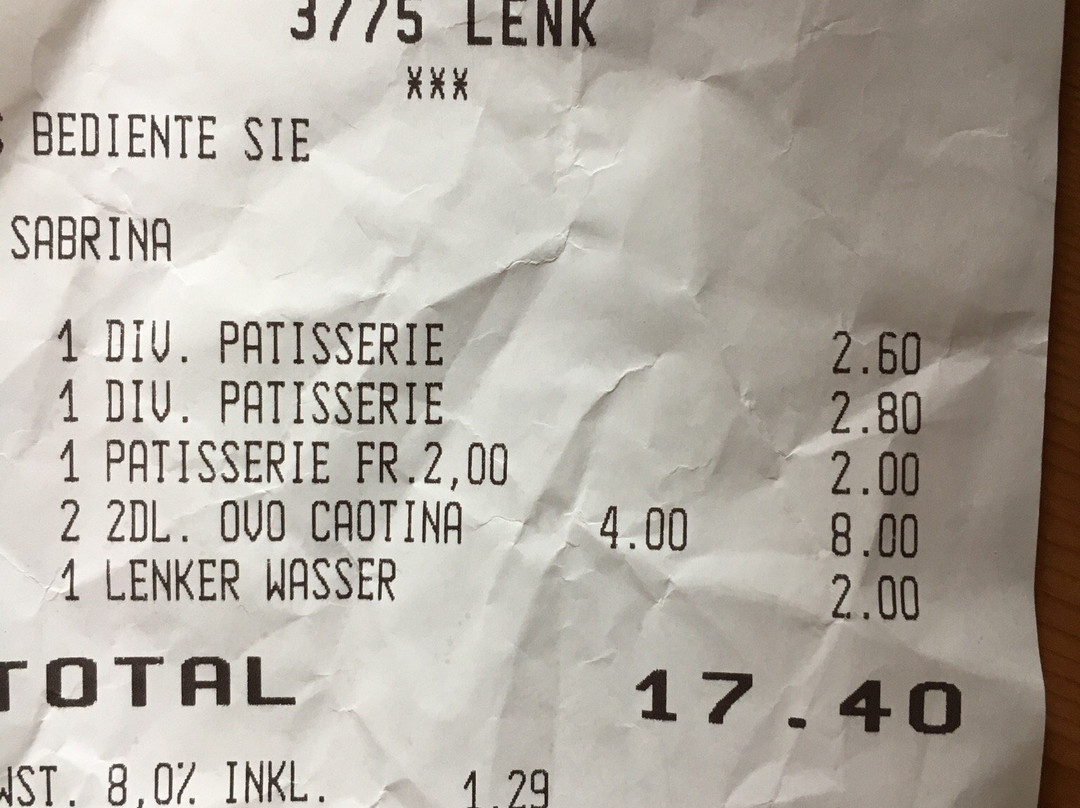 3775 LENK
***
BEDIENTE SIE
SABRINA
1 DIV. PATISSERIE 2.60
1 DIV. PATISSERIE 2.80
1 PATISSERIE FR.2,00 2.00
2 2DL. OVO CAOTINA 4.00 8.00
1 LENKER WASSER 2.00
TOTAL 17.40
WST. 8,0% INKL. 1.29